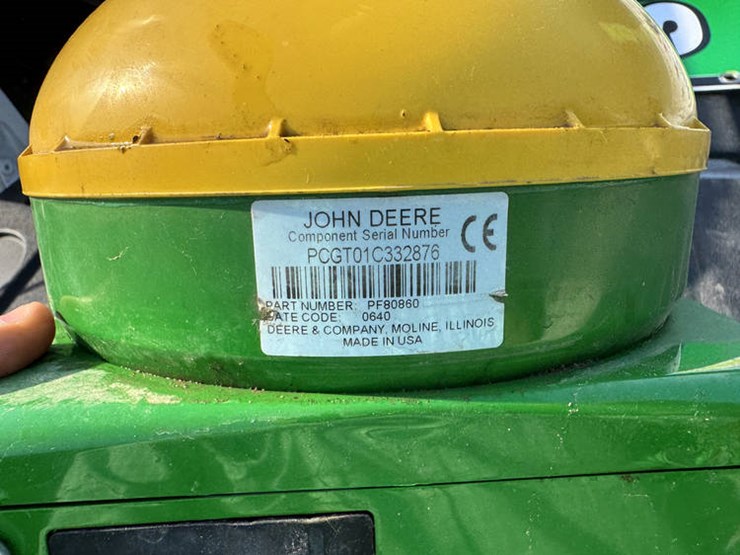 JOHN DEERE
Component Serial Number
CE
PCGT01C332876
PART NUMBER: PF80860
DATE CODE: 0640
DEERE & COMPANY, MOLINE, ILLINOIS
MADE IN USA